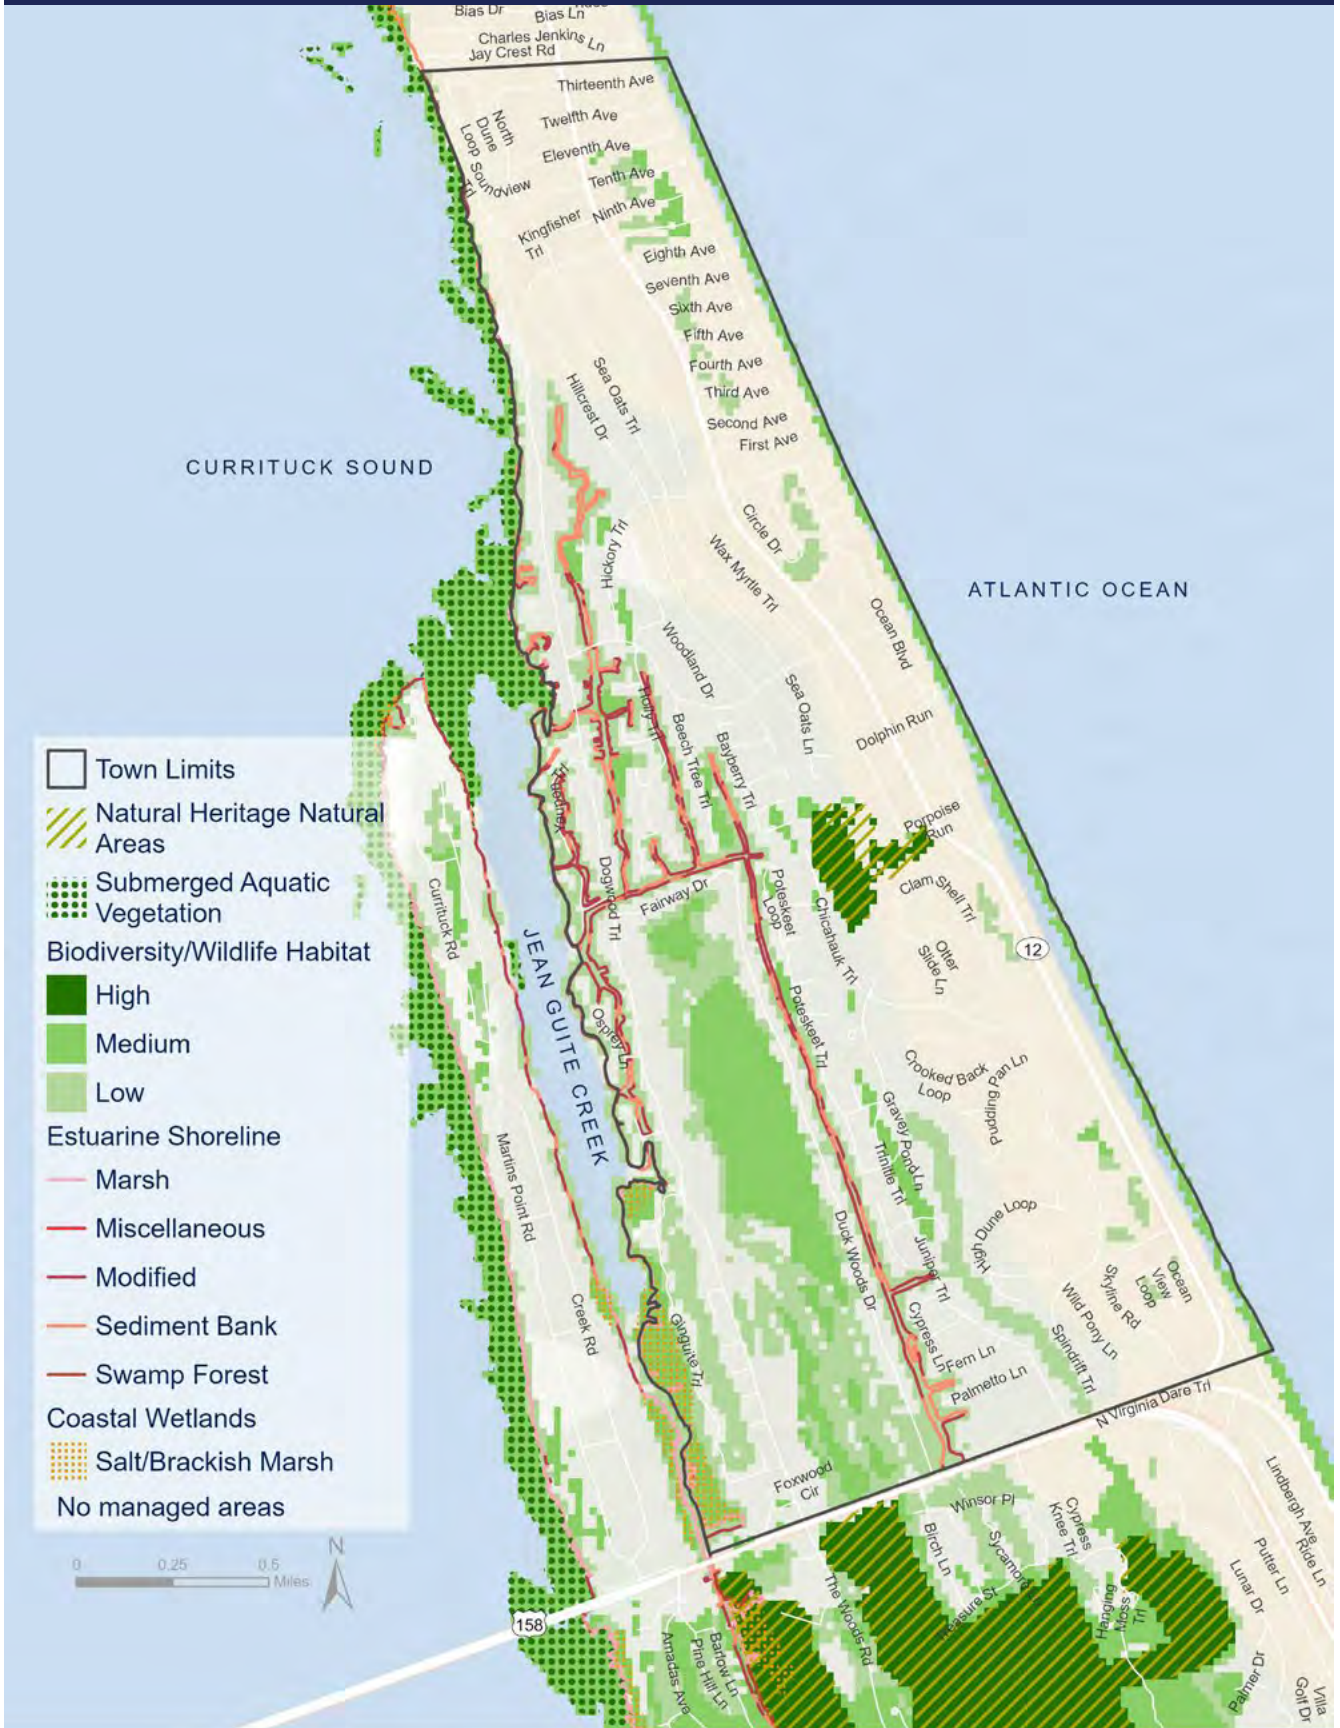 Bias Dr
Bias Ln
Charles Jenkins Ln
Jay Crest Rd
Thirteenth Ave
North
Dune
Loop
Twelfth Ave
Eleventh Ave
Soundview
Trl
Tenth Ave
Ninth Ave
Kingfisher
Trl
Eighth Ave
Seventh Ave
Sixth Ave
Fifth Ave
Fourth Ave
Third Ave
Second Ave
First Ave
Sea Oats Trl
Hillcrest Dr
CURRITUCK SOUND
Circle Dr
Hickory Trl
Wax Myrtle Trl
ATLANTIC OCEAN
Ocean Blvd
Woodland Dr
Sea Oats Ln
Holly Trl
Beech Tree Trl
Bayberry Trl
Dolphin Run
Porpoise
Run
Clam Shell Trl
Dogwood Trl
Fairway Dr
Poteskeet
Loop
Chicahauk Trl
Otter
Slide Ln
12
Currituck Rd
JEAN GUITE CREEK
Osprey Ln
Poteskeet Trl
Crooked Back
Loop
Pudding Pan Ln
Gravey Pond Ln
Trinitie Trl
Martins Point Rd
High Dune Loop
Duck Woods Dr
Juniper Trl
Ocean
View
Loop
Skyline Rd
Wild Pony Ln
Creek Rd
Ginguite Trl
Cypress Ln
Fern Ln
Palmetto Ln
Spindrift Trl
N Virginia Dare Trl
Foxwood
Cir
Winsor Pl
Birch Ln
Cypress
Knee Trl
Lindbergh Ave
Ride Ln
Putter Ln
Lunar Dr
Hanging
Moss
Trl
The Woods Rd
158
Amadas Ave
Pine Hill Ln
Barlow Ln
Palmer Dr
Villa
Golf Dr
Town Limits
Natural Heritage Natural
Areas
Submerged Aquatic
Vegetation
Biodiversity/Wildlife Habitat
High
Medium
Low
Estuarine Shoreline
Marsh
Miscellaneous
Modified
Sediment Bank
Swamp Forest
Coastal Wetlands
Salt/Brackish Marsh
No managed areas
N
0 0.25 0.5
Miles